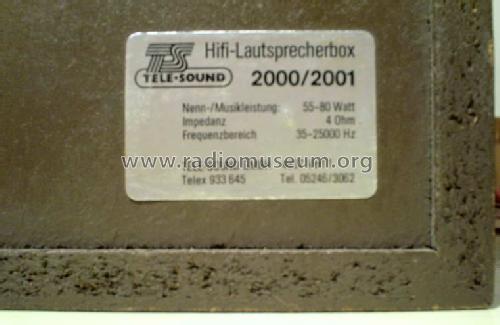 TS Hifi-Lautsprecherbox
TELE-SOUND 2000/2001
Nenn-/Musikleistung: 55-80 Watt
Impedanz 4 Ohm
Frequenzbereich 35-25000 Hz
www.radiomuseum.org
Telex 933 645 Tel. 05246/3062